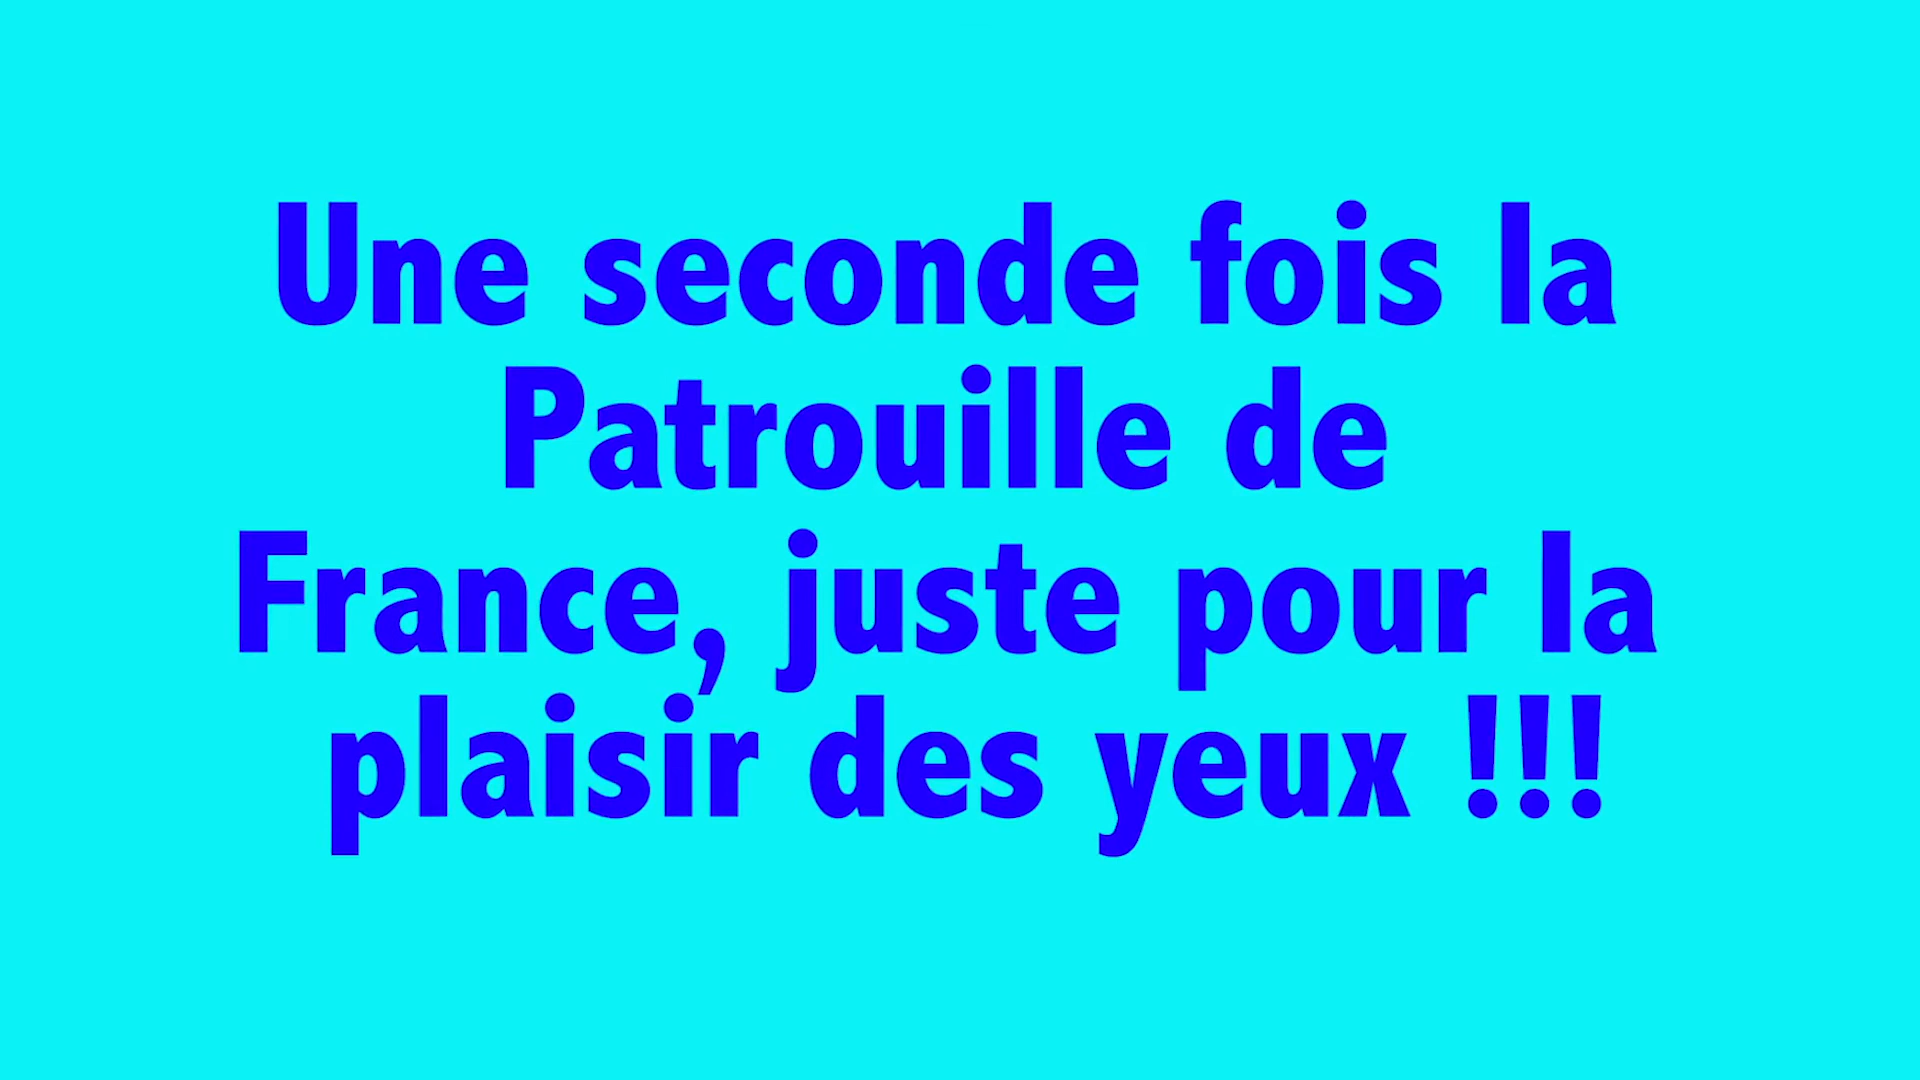 Une seconde fois la
Patrouille de
France, juste pour la
plaisir des yeux !!!